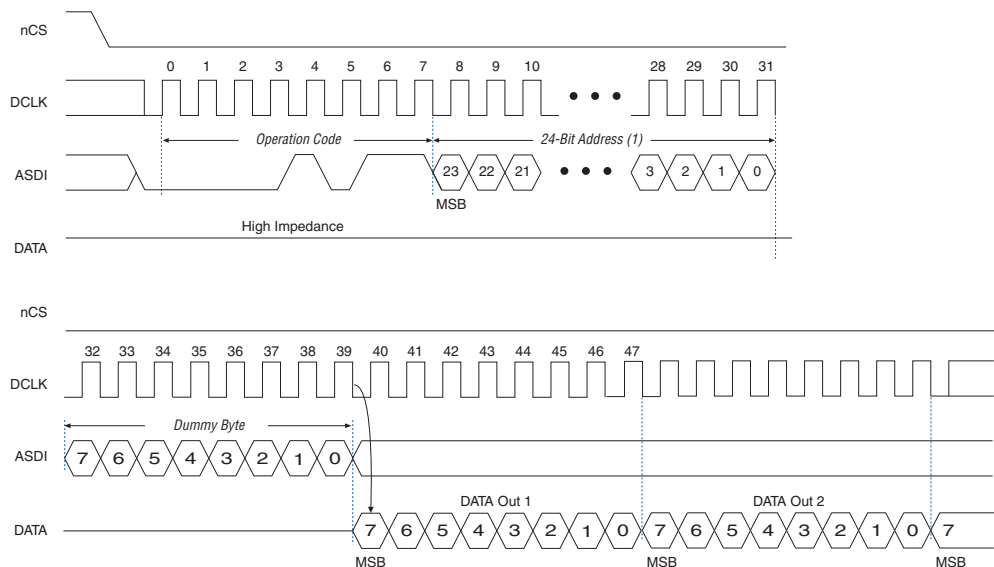 nCS
0 1 2 3 4 5 6 7 8 9 10 28 29 30 31
DCLK
Operation Code 24-Bit Address (1)
ASDI 23 22 21 3 2 1 0
MSB
High Impedance
DATA
nCS
32 33 34 35 36 37 38 39 40 41 42 43 44 45 46 47
DCLK
Dummy Byte
ASDI 7 6 5 4 3 2 1 0
DATA Out 1 DATA Out 2
DATA 7 6 5 4 3 2 1 0 7 6 5 4 3 2 1 0 7
MSB MSB MSB